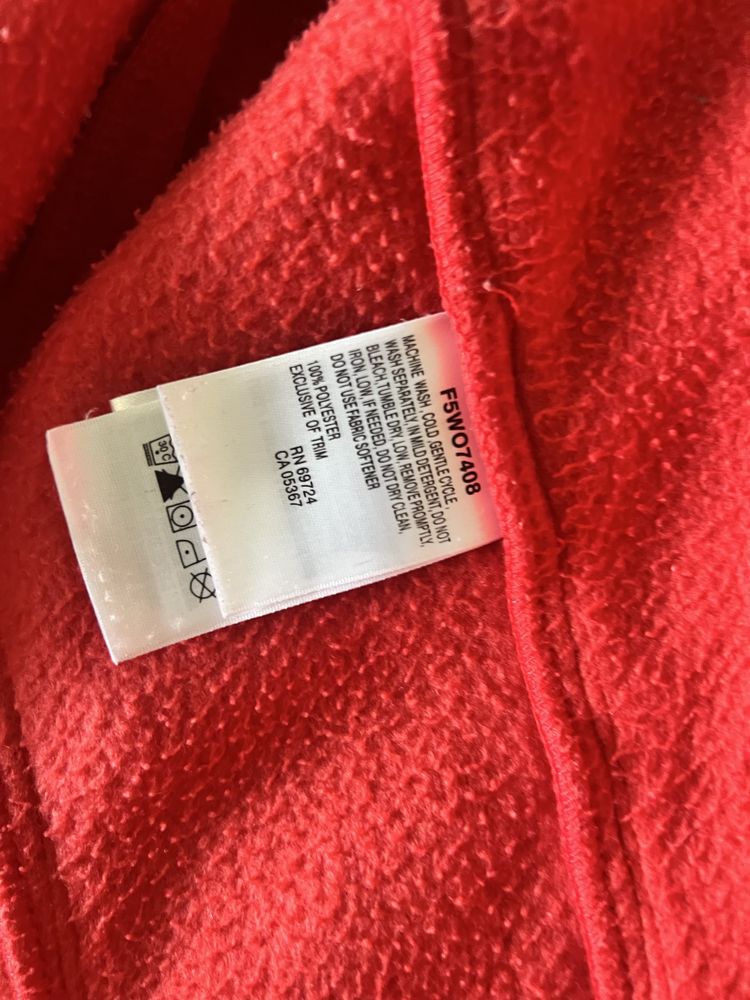 F5WO7408
MACHINE WASH , COLD ,GENTLE CYCLE ,
WASH SEPARATELY, IN MILD DETERGENT, DO NOT
BLEACH, TUMBLE DRY, LOW, REMOVE PROMPTLY,
IRON, LOW, IF NEEDED, DO NOT DRY CLEAN,
DO NOT USE FABRIC SOFTENER
100% POLYESTER
EXCLUSIVE OF TRIM
RN 69724
CA 05367
30 C